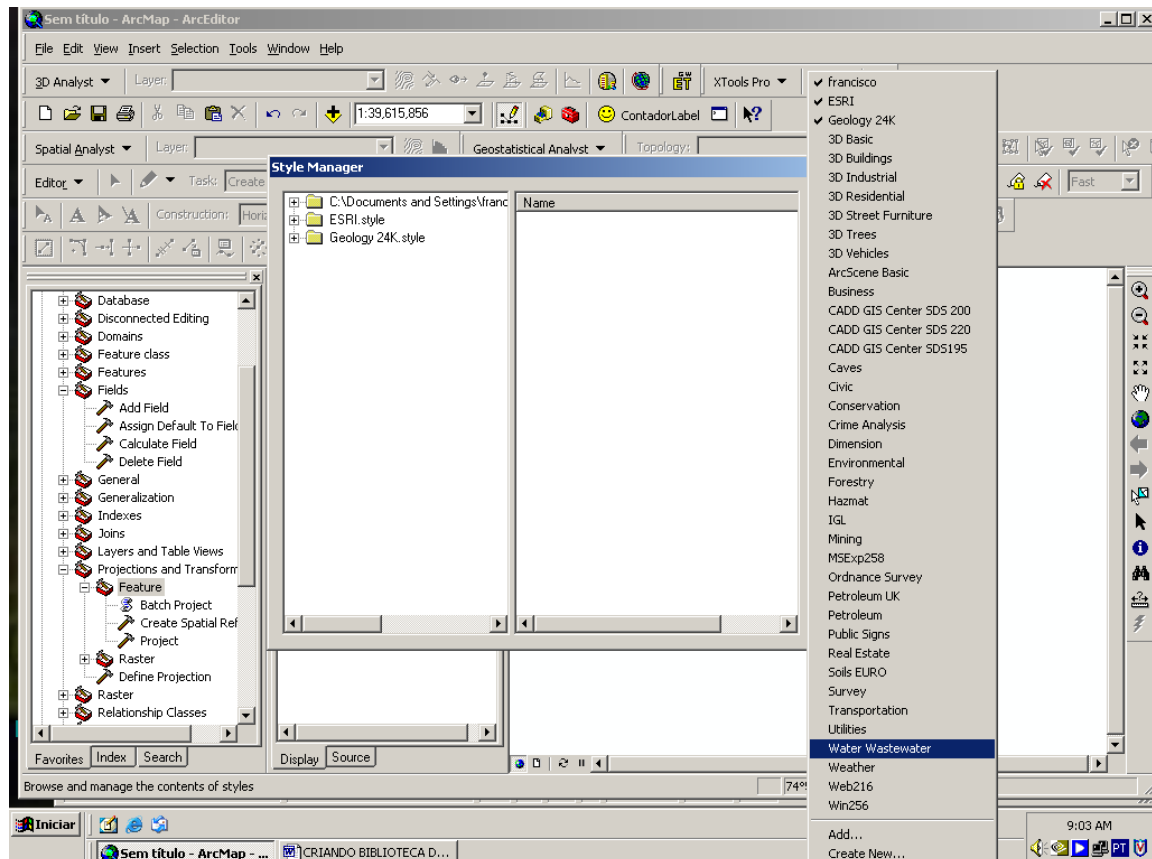 Sem título - ArcMap - ArcEditor
File Edit View Insert Selection Tools Window Help
3D Analyst Layer: XTools Pro
1:39,615,856 ContadorLabel
Spatial Analyst Layer: Geostatistical Analyst Topology:
Editor Task: Create Fast
Construction: Horiz
Style Manager
C:\Documents and Settings\franc
ESRI.style
Geology 24K.style
Name
Database
Disconnected Editing
Domains
Feature class
Features
Fields
Add Field
Assign Default To Field
Calculate Field
Delete Field
General
Generalization
Indexes
Joins
Layers and Table Views
Projections and Transform
Feature
Batch Project
Create Spatial Ref
Project
Raster
Define Projection
Raster
Relationship Classes
Favorites Index Search
Display Source
francisco
ESRI
Geology 24K
3D Basic
3D Buildings
3D Industrial
3D Residential
3D Street Furniture
3D Trees
3D Vehicles
ArcScene Basic
Business
CADD GIS Center SDS 200
CADD GIS Center SDS 220
CADD GIS Center SDS195
Caves
Civic
Conservation
Crime Analysis
Dimension
Environmental
Forestry
Hazmat
IGL
Mining
MSExp258
Ordnance Survey
Petroleum UK
Petroleum
Public Signs
Real Estate
Soils EURO
Survey
Transportation
Utilities
Water Wastewater
Weather
Web216
Win256
Add...
Create New...
Browse and manage the contents of styles
74°
Iniciar
9:03 AM
Sem título - ArcMap - ... CRIANDO BIBLIOTECA D... PT